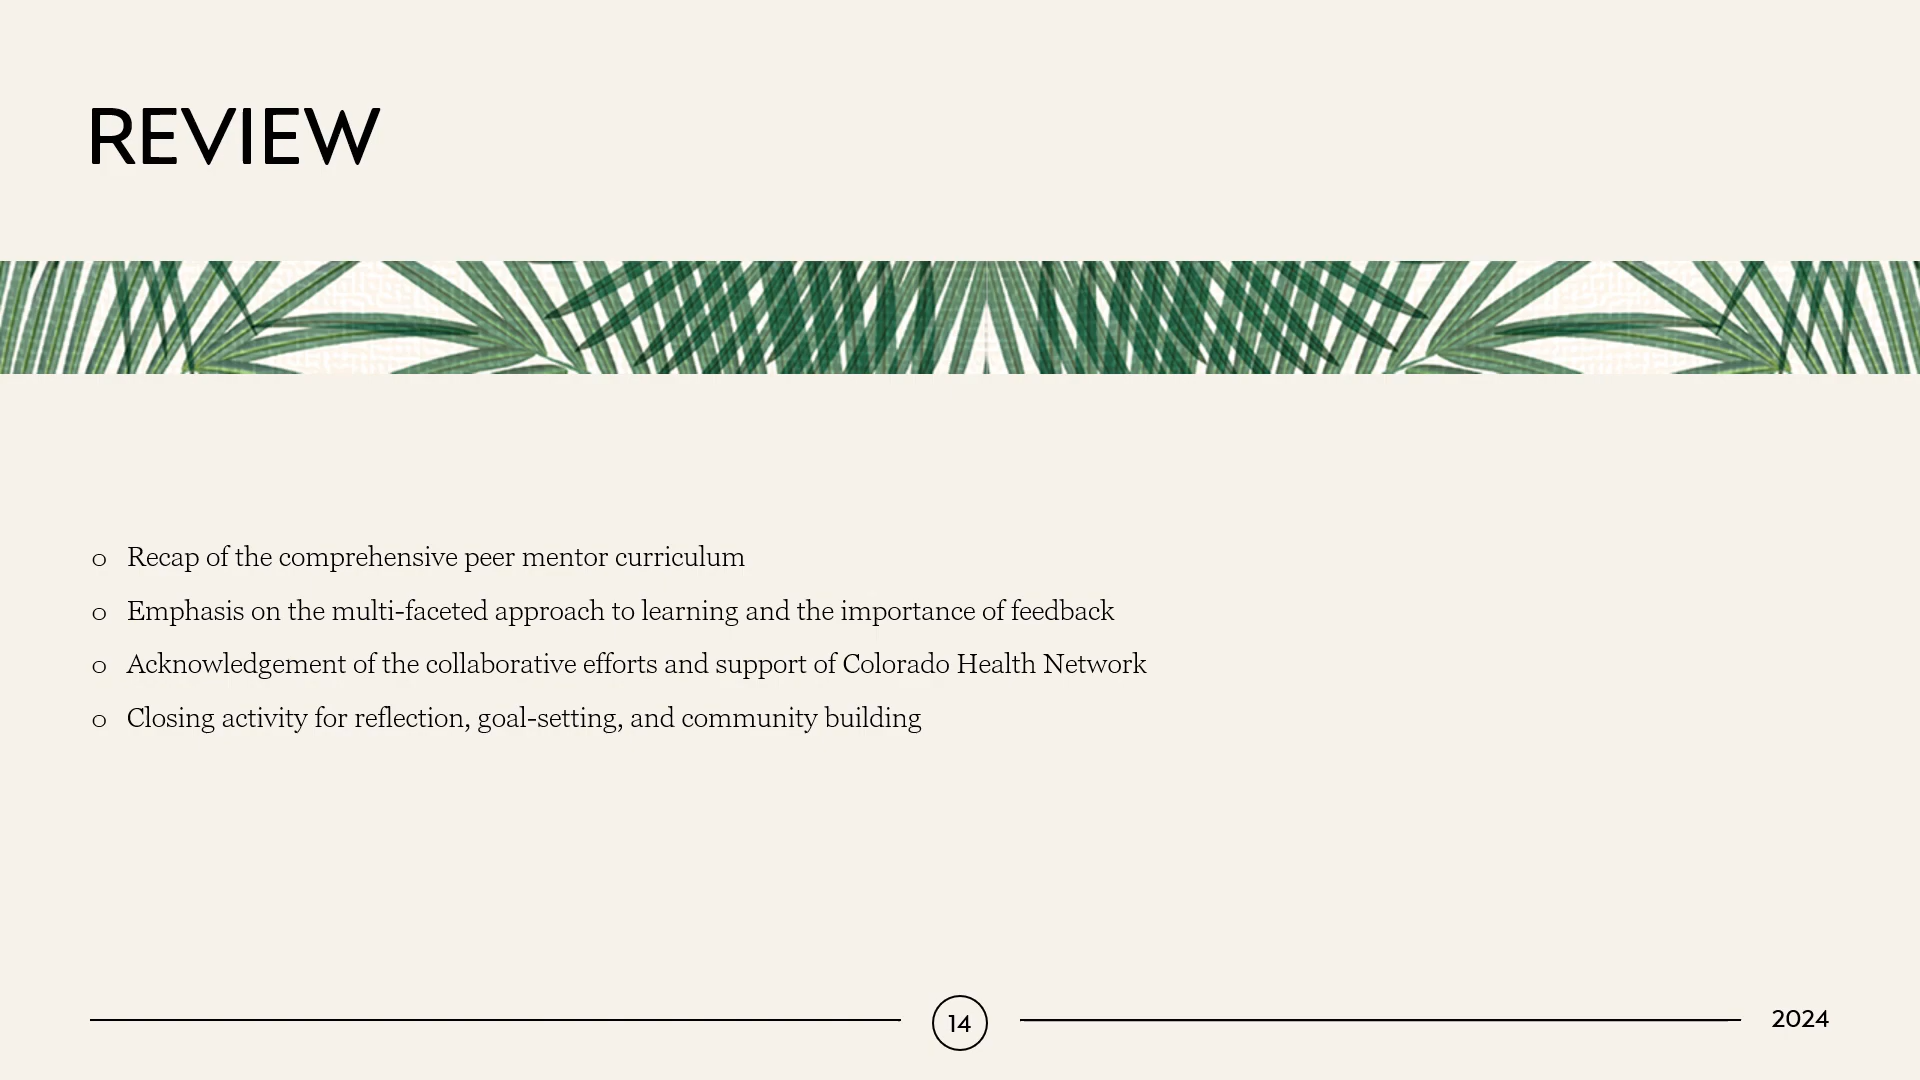 REVIEW
o Recap of the comprehensive peer mentor curriculum
o Emphasis on the multi-faceted approach to learning and the importance of feedback
o Acknowledgement of the collaborative efforts and support of Colorado Health Network
o Closing activity for reflection, goal-setting, and community building
14
2024